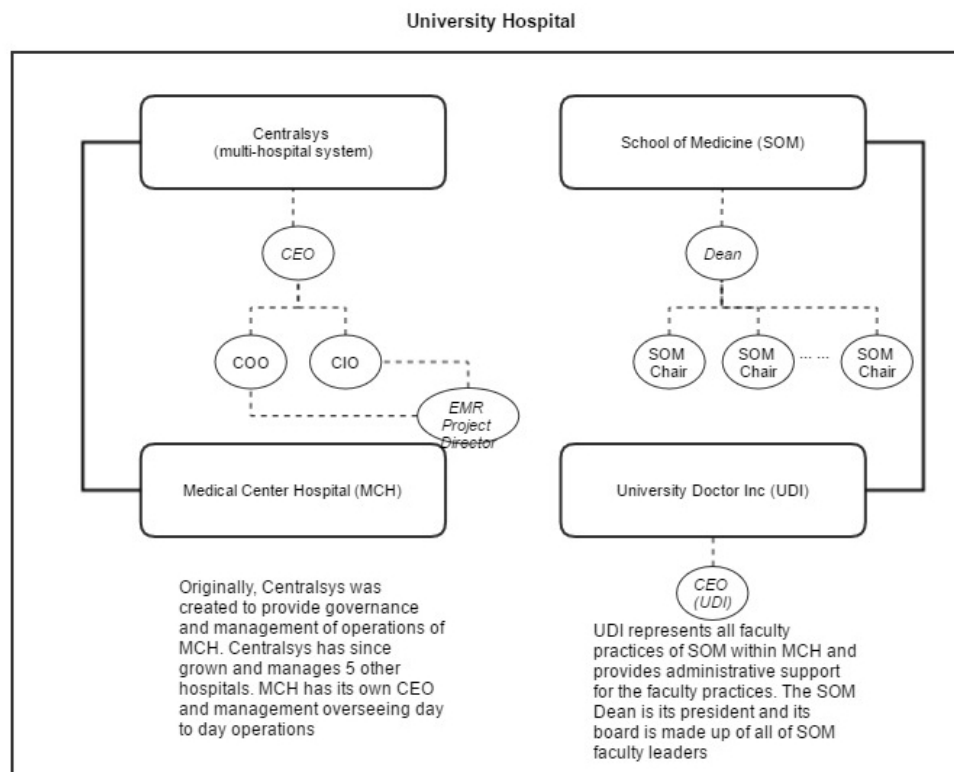 University Hospital
Centralsys
(multi-hospital system)
School of Medicine (SOM)
CEO
Dean
COO
CIO
SOM
Chair
SOM
Chair
... ...
SOM
Chair
EMR
Project
Director
Medical Center Hospital (MCH)
University Doctor Inc (UDI)
CEO
(UDI)
Originally, Centralsys was
created to provide governance
and management of operations of
MCH. Centralsys has since
grown and manages 5 other
hospitals. MCH has its own CEO
and management overseeing day
to day operations
UDI represents all faculty
practices of SOM within MCH and
provides administrative support
for the faculty practices. The SOM
Dean is its president and its
board is made up of all of SOM
faculty leaders